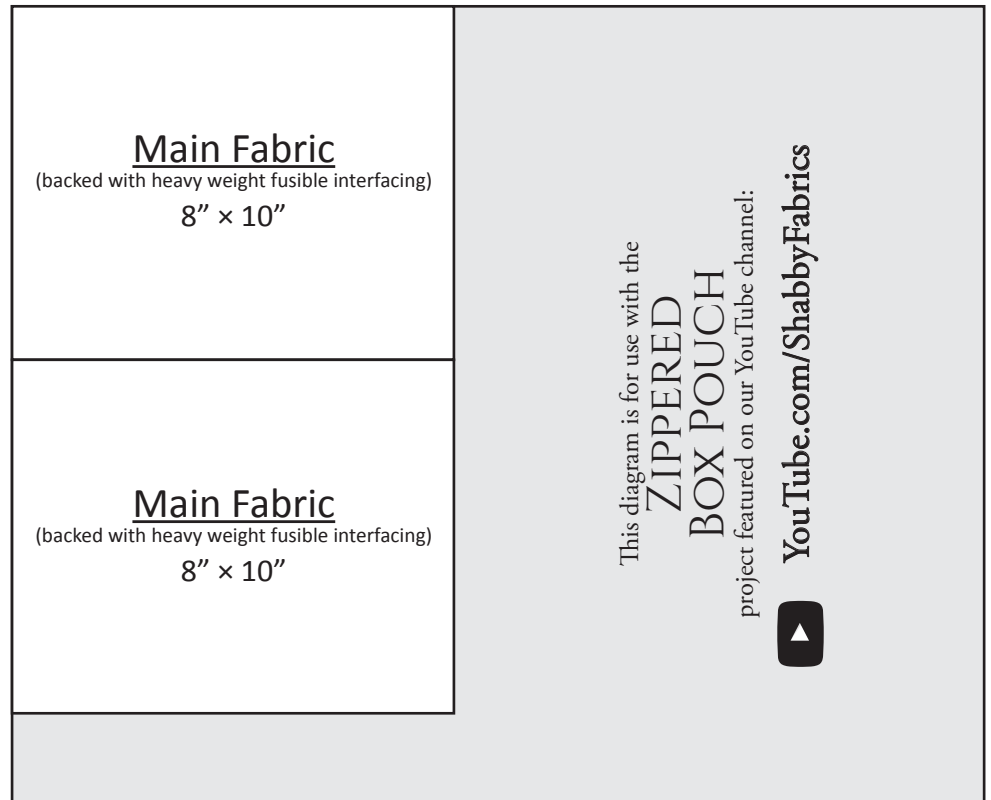 Main Fabric
(backed with heavy weight fusible interfacing)
8” × 10”
Main Fabric
(backed with heavy weight fusible interfacing)
8” × 10”
This diagram is for use with the
Zippered
Box Pouch
project featured on our YouTube channel:
YouTube.com/ShabbyFabrics